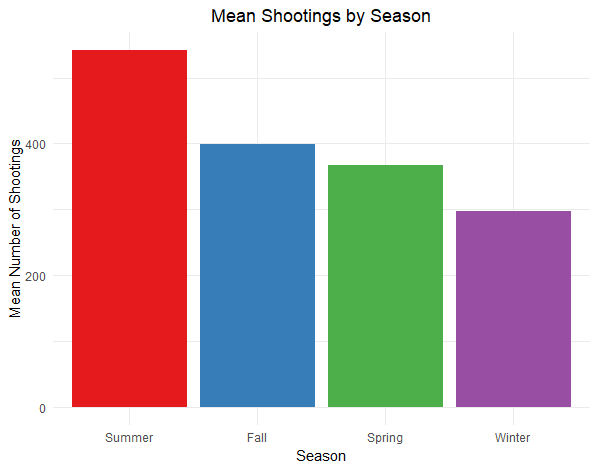 Mean Shootings by Season
Mean Number of Shootings
400
200
0
Summer Fall Spring Winter
Season